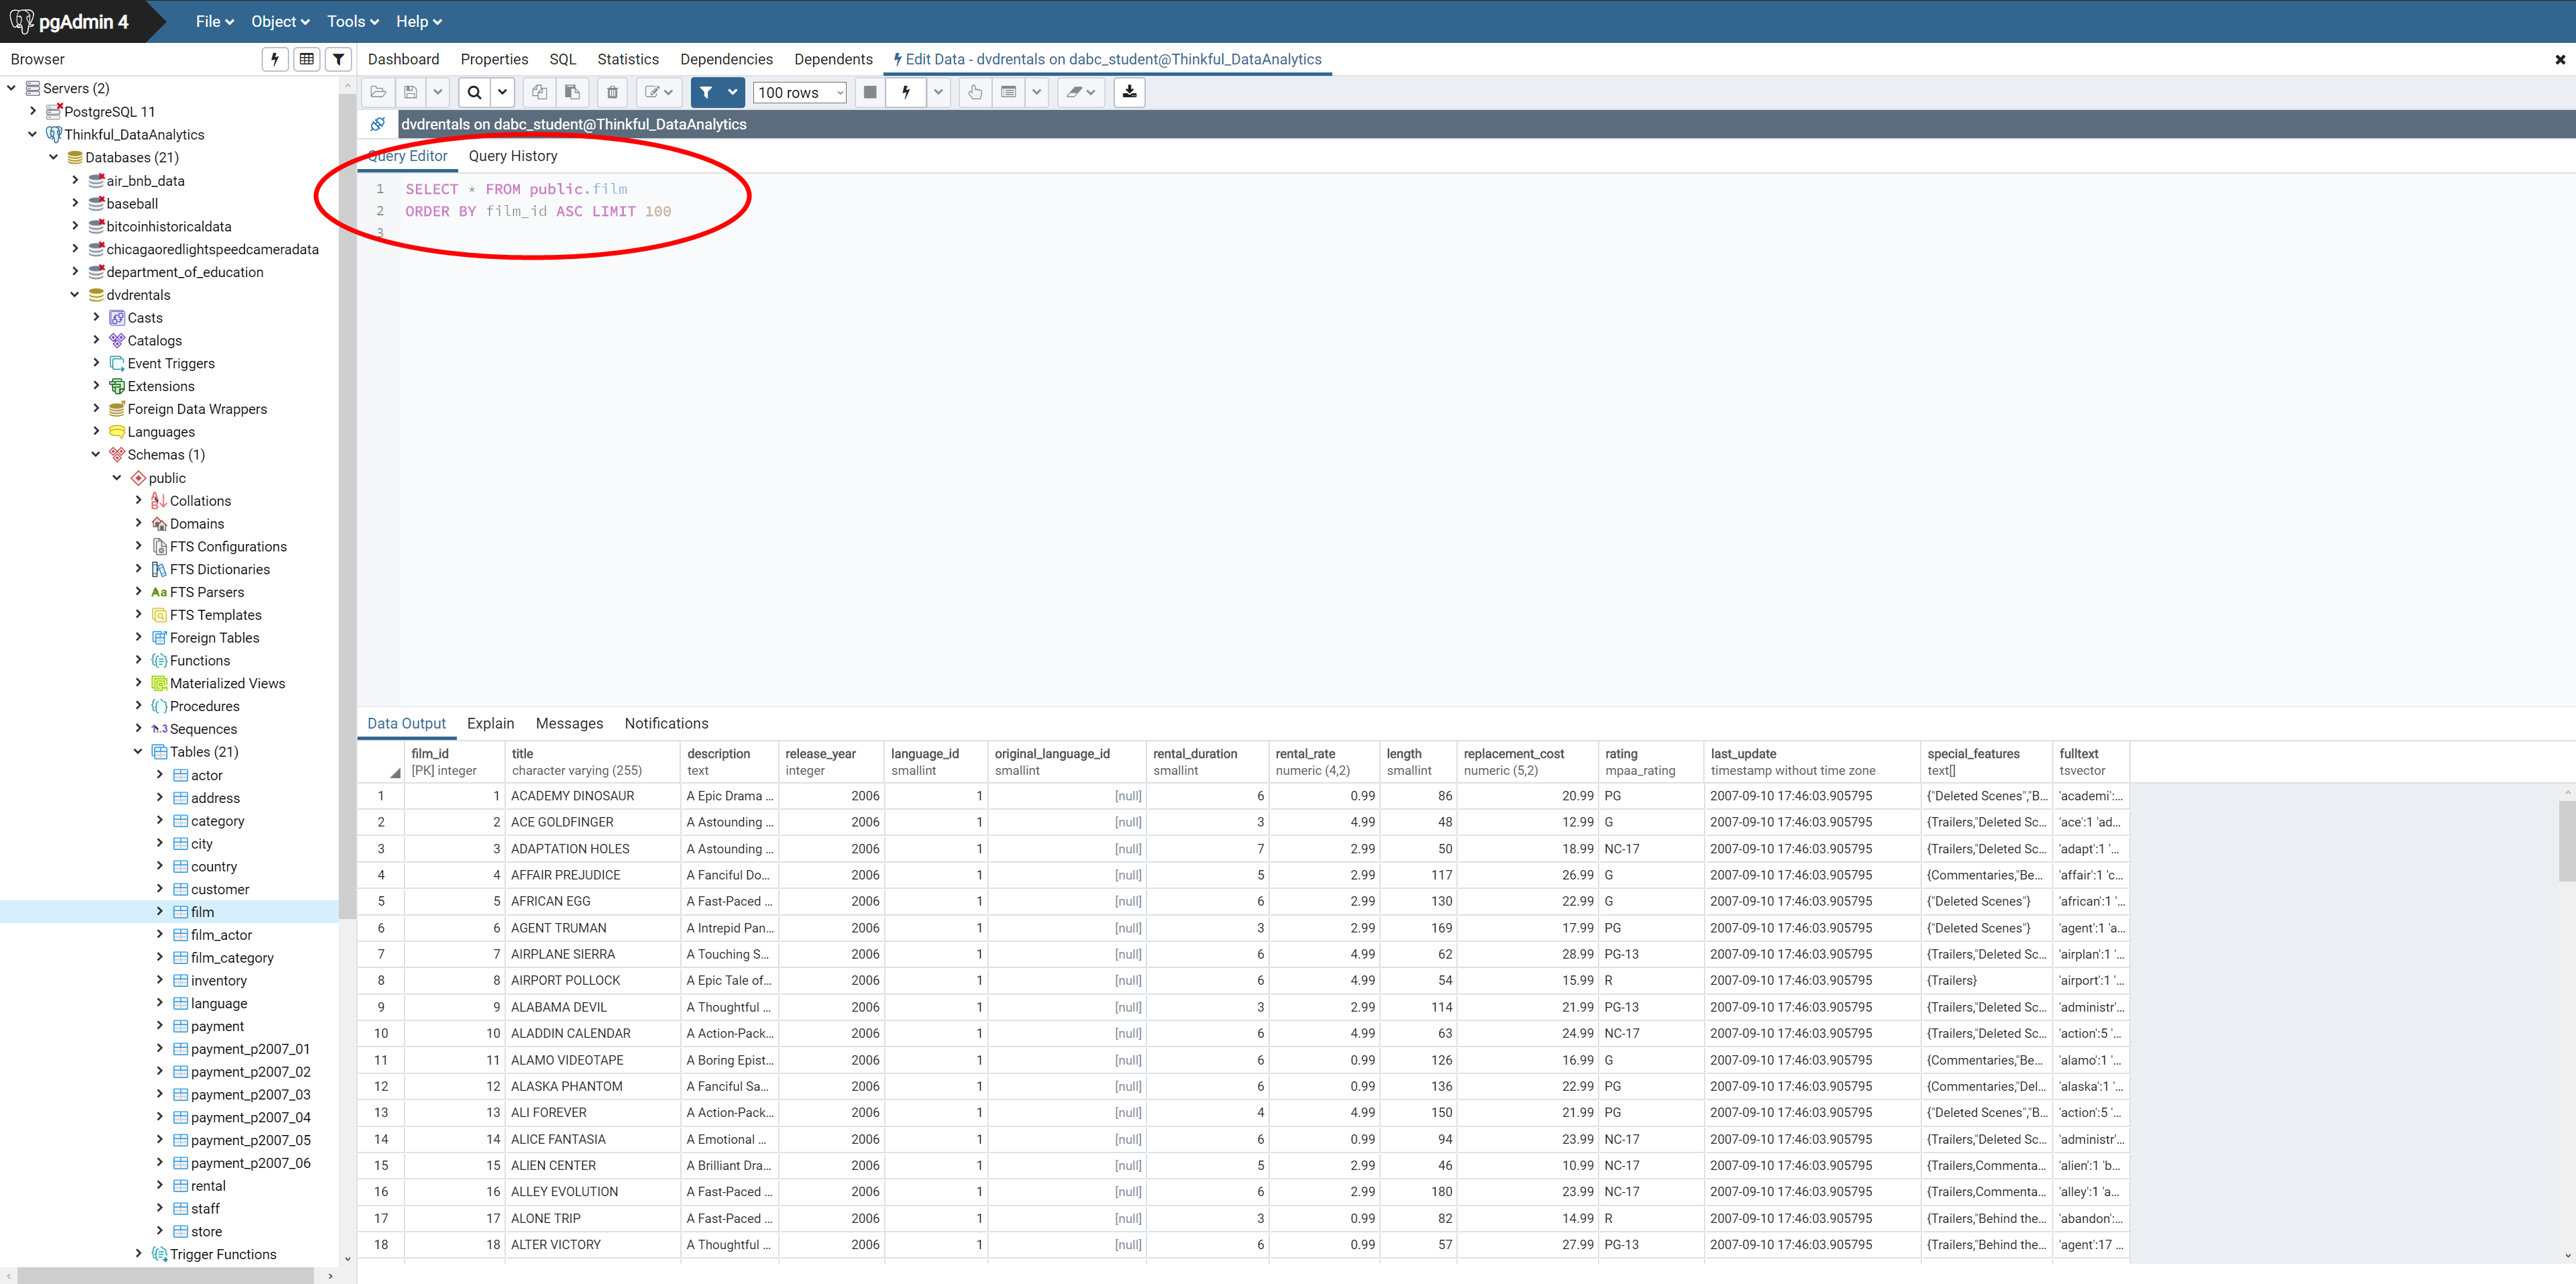 pgAdmin 4 File Object Tools Help
Browser
Dashboard Properties SQL Statistics Dependencies Dependents Edit Data - dvdrentals on dabc_student@Thinkful_DataAnalytics
100 rows
dvdrentals on dabc_student@Thinkful_DataAnalytics
Query Editor Query History
1 SELECT * FROM public.film
2 ORDER BY film_id ASC LIMIT 100
3
Servers (2)
PostgreSQL 11
Thinkful_DataAnalytics
Databases (21)
air_bnb_data
baseball
bitcoinhistoricaldata
chicagaoredlightspeedcameradata
department_of_education
dvdrentals
Casts
Catalogs
Event Triggers
Extensions
Foreign Data Wrappers
Languages
Schemas (1)
public
Collations
Domains
FTS Configurations
FTS Dictionaries
Aa FTS Parsers
FTS Templates
Foreign Tables
Functions
Materialized Views
Procedures
1..3 Sequences
Tables (21)
actor
address
category
city
country
customer
film
film_actor
film_category
inventory
language
payment
payment_p2007_01
payment_p2007_02
payment_p2007_03
payment_p2007_04
payment_p2007_05
payment_p2007_06
rental
staff
store
Trigger Functions
Data Output Explain Messages Notifications
film_id title description release_year language_id original_language_id rental_duration rental_rate length replacement_cost rating last_update special_features fulltext
[PK] integer character varying (255) text integer smallint smallint smallint numeric (4,2) smallint numeric (5,2) mpaa_rating timestamp without time zone text[] tsvector
1 1 ACADEMY DINOSAUR A Epic Drama ... 2006 1 [null] 6 0.99 86 20.99 PG 2007-09-10 17:46:03.905795 {"Deleted Scenes","B... 'academi':...
2 2 ACE GOLDFINGER A Astounding ... 2006 1 [null] 3 4.99 48 12.99 G 2007-09-10 17:46:03.905795 {Trailers,"Deleted Sc... 'ace':1 'ad...
3 3 ADAPTATION HOLES A Astounding ... 2006 1 [null] 7 2.99 50 18.99 NC-17 2007-09-10 17:46:03.905795 {Trailers,"Deleted Sc... 'adapt':1 '...
4 4 AFFAIR PREJUDICE A Fanciful Do... 2006 1 [null] 5 2.99 117 26.99 G 2007-09-10 17:46:03.905795 {Commentaries,"Be... 'affair':1 'c...
5 5 AFRICAN EGG A Fast-Paced ... 2006 1 [null] 6 2.99 130 22.99 G 2007-09-10 17:46:03.905795 {"Deleted Scenes"} 'african':1 '...
6 6 AGENT TRUMAN A Intrepid Pan... 2006 1 [null] 3 2.99 169 17.99 PG 2007-09-10 17:46:03.905795 {"Deleted Scenes"} 'agent':1 'a...
7 7 AIRPLANE SIERRA A Touching S... 2006 1 [null] 6 4.99 62 28.99 PG-13 2007-09-10 17:46:03.905795 {Trailers,"Deleted Sc... 'airplan':1 '...
8 8 AIRPORT POLLOCK A Epic Tale of... 2006 1 [null] 6 4.99 54 15.99 R 2007-09-10 17:46:03.905795 {Trailers} 'airport':1 '...
9 9 ALABAMA DEVIL A Thoughtful ... 2006 1 [null] 3 2.99 114 21.99 PG-13 2007-09-10 17:46:03.905795 {Trailers,"Deleted Sc... 'administr'...
10 10 ALADDIN CALENDAR A Action-Pack... 2006 1 [null] 6 4.99 63 24.99 NC-17 2007-09-10 17:46:03.905795 {Trailers,"Deleted Sc... 'action':5 '...
11 11 ALAMO VIDEOTAPE A Boring Epist... 2006 1 [null] 6 0.99 126 16.99 G 2007-09-10 17:46:03.905795 {Commentaries,"Be... 'alamo':1 '...
12 12 ALASKA PHANTOM A Fanciful Sa... 2006 1 [null] 6 0.99 136 22.99 PG 2007-09-10 17:46:03.905795 {Commentaries,"Del... 'alaska':1 '...
13 13 ALI FOREVER A Action-Pack... 2006 1 [null] 4 4.99 150 21.99 PG 2007-09-10 17:46:03.905795 {"Deleted Scenes","B... 'action':5 '...
14 14 ALICE FANTASIA A Emotional ... 2006 1 [null] 6 0.99 94 23.99 NC-17 2007-09-10 17:46:03.905795 {Trailers,"Deleted Sc... 'administr'...
15 15 ALIEN CENTER A Brilliant Dra... 2006 1 [null] 5 2.99 46 10.99 NC-17 2007-09-10 17:46:03.905795 {Trailers,Commenta... 'alien':1 'b...
16 16 ALLEY EVOLUTION A Fast-Paced ... 2006 1 [null] 6 2.99 180 23.99 NC-17 2007-09-10 17:46:03.905795 {Trailers,Commenta... 'alley':1 'a...
17 17 ALONE TRIP A Fast-Paced ... 2006 1 [null] 3 0.99 82 14.99 R 2007-09-10 17:46:03.905795 {Trailers,"Behind the... 'abandon':...
18 18 ALTER VICTORY A Thoughtful ... 2006 1 [null] 6 0.99 57 27.99 PG-13 2007-09-10 17:46:03.905795 {Trailers,"Behind the... 'agent':17 ...